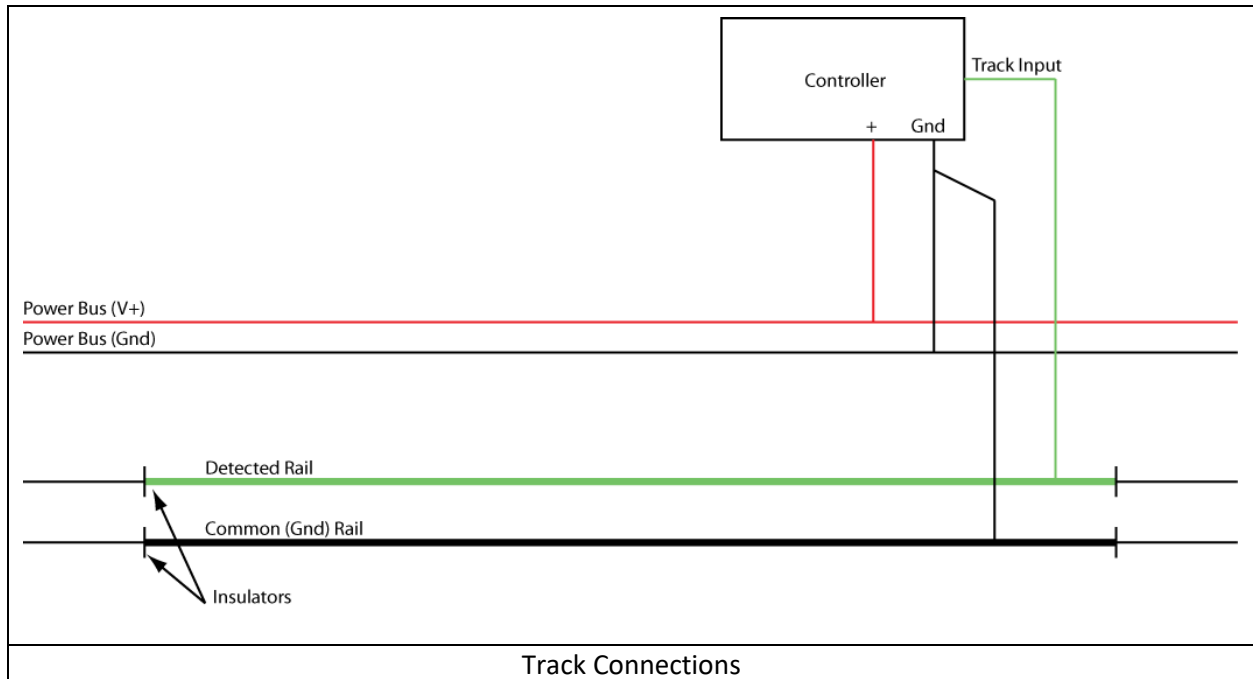 Controller
Track Input
+
Gnd
Power Bus (V+)
Power Bus (Gnd)
Detected Rail
Common (Gnd) Rail
Insulators
Track Connections